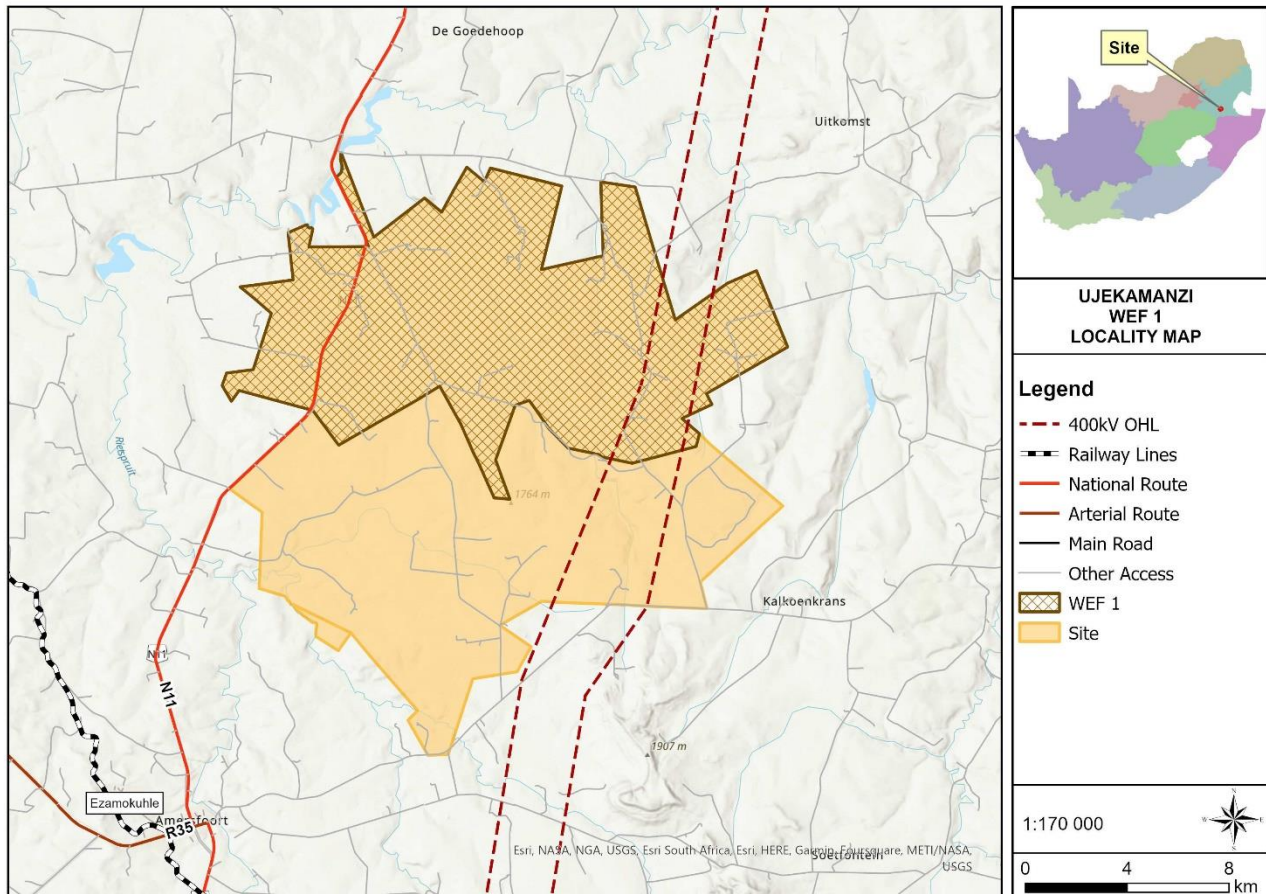 De Goedehoop
Uitkomst
Rietspruit
1764 m
Kalkoenkrans
N11
N11
1907 m
Ezamokuhle
Amersfoort
R35
Soetfontein
Esri, NASA, NGA, USGS, Esri South Africa, Esri, HERE, Garmin, Foursquare, METI/NASA,
USGS
Site
UJEKAMANZI
WEF 1
LOCALITY MAP
Legend
400kV OHL
Railway Lines
National Route
Arterial Route
Main Road
Other Access
WEF 1
Site
1:170 000
N
W E
S
0 4 8
km